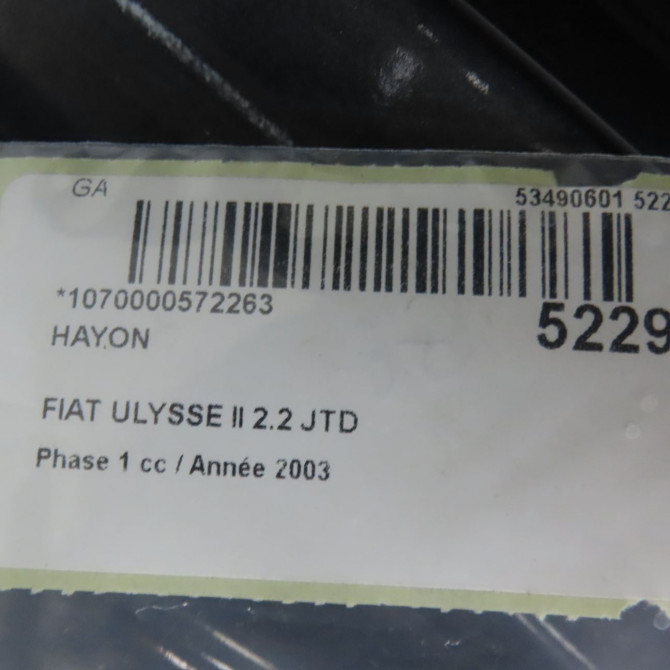 GA
53490601 522
*1070000572263
5229
HAYON
FIAT ULYSSE II 2.2 JTD
Phase 1 cc / Année 2003